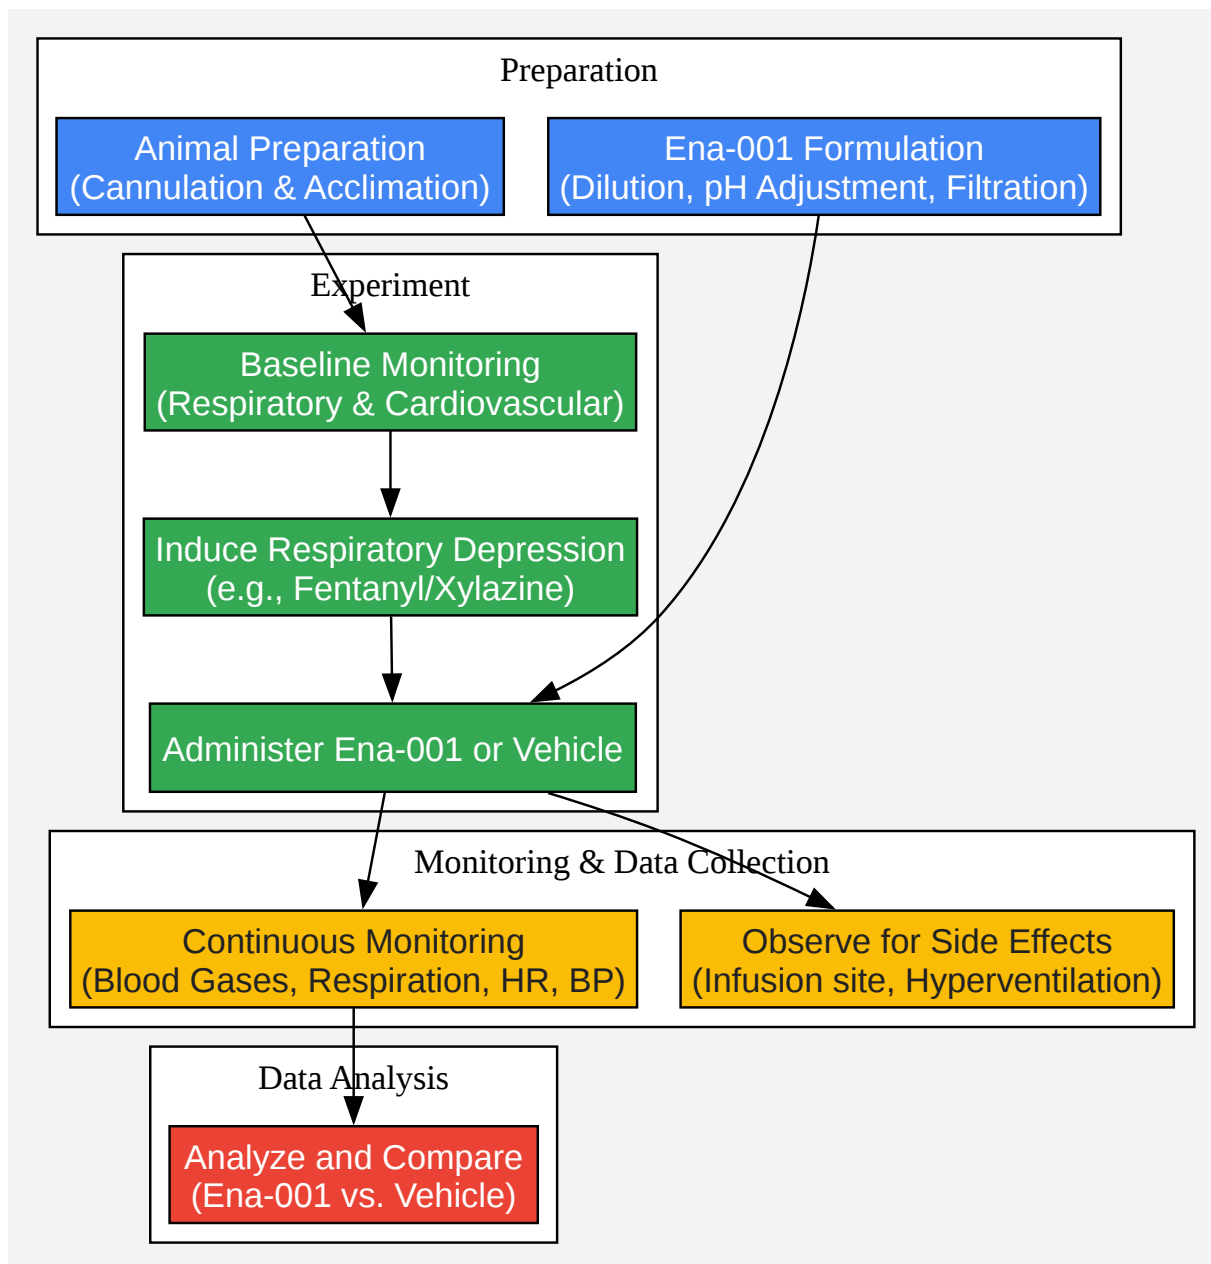 Preparation
Animal Preparation
(Cannulation & Acclimation)
Ena-001 Formulation
(Dilution, pH Adjustment, Filtration)
Experiment
Baseline Monitoring
(Respiratory & Cardiovascular)
Induce Respiratory Depression
(e.g., Fentanyl/Xylazine)
Administer Ena-001 or Vehicle
Monitoring & Data Collection
Continuous Monitoring
(Blood Gases, Respiration, HR, BP)
Observe for Side Effects
(Infusion site, Hyperventilation)
Data Analysis
Analyze and Compare
(Ena-001 vs. Vehicle)